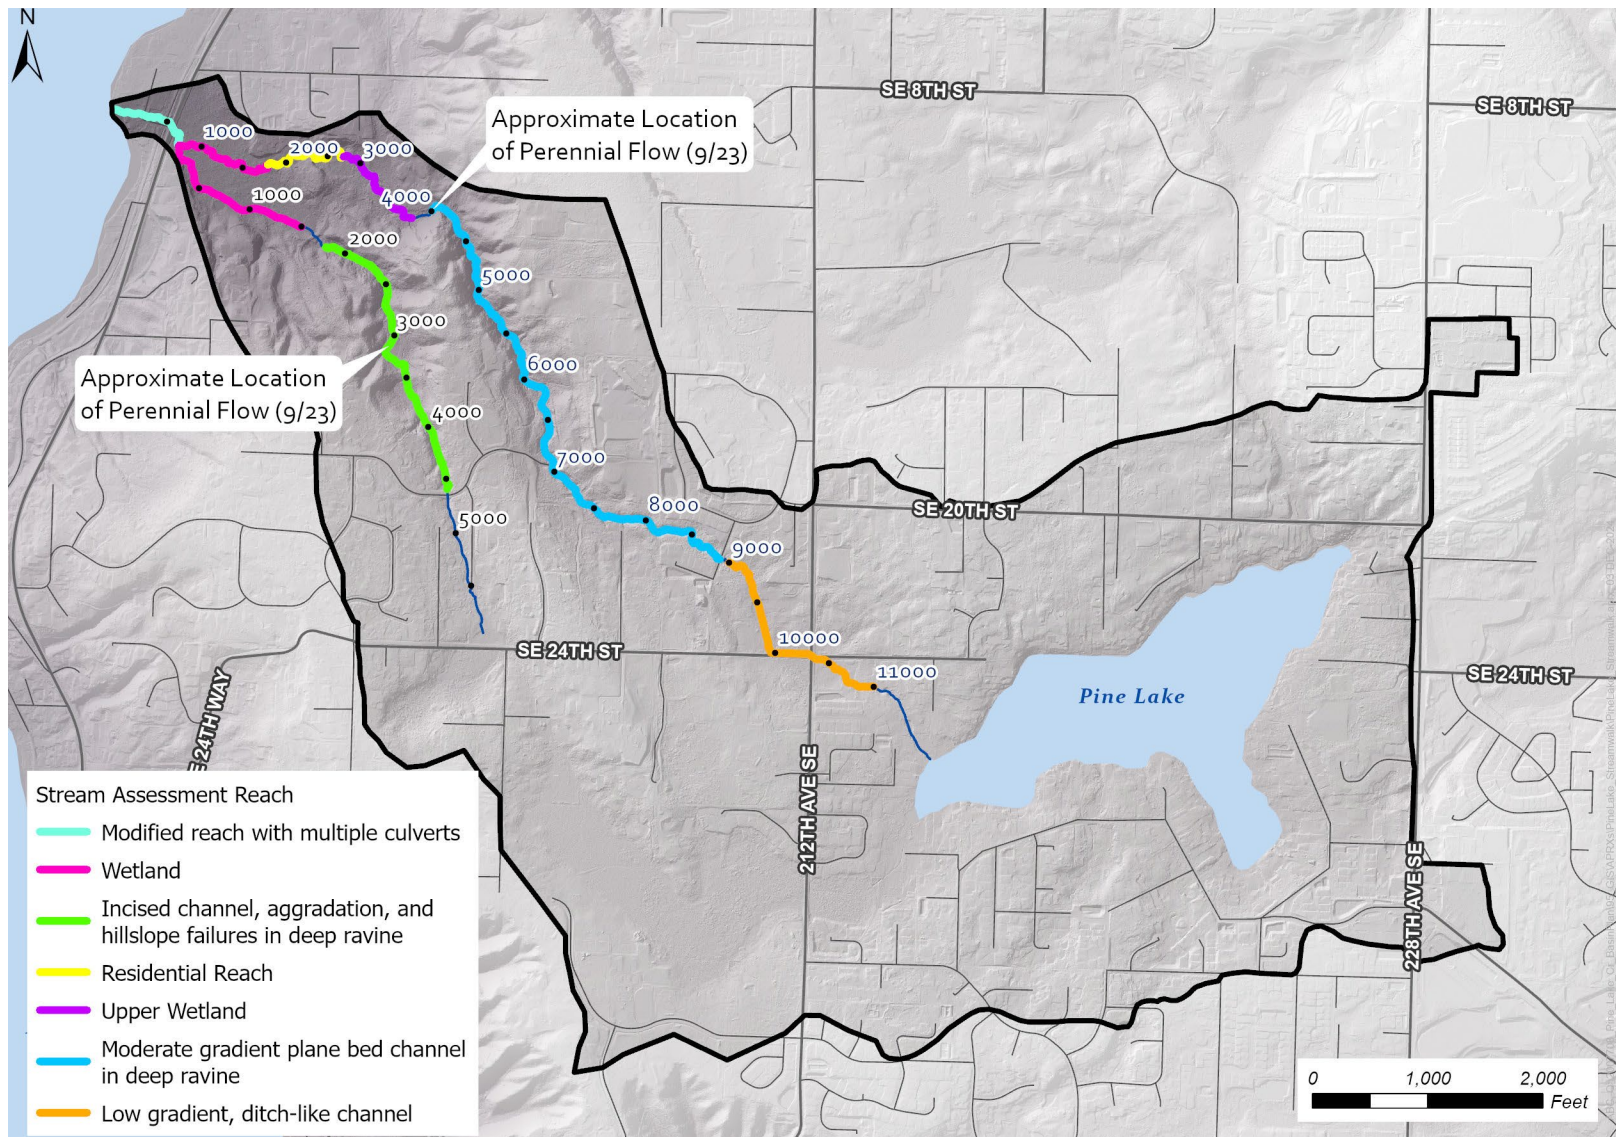 N
SE 8TH ST
SE 8TH ST
Approximate Location
of Perennial Flow (9/23)
1000
2000
3000
4000
1000
2000
5000
3000
6000
Approximate Location
of Perennial Flow (9/23)
4000
7000
8000
SE 20TH ST
5000
9000
10000
SE 24TH ST
11000
SE 24TH ST
Pine Lake
E 24TH WAY
212TH AVE SE
228TH AVE SE
Stream Assessment Reach
Modified reach with multiple culverts
Wetland
Incised channel, aggradation, and
hillslope failures in deep ravine
Residential Reach
Upper Wetland
Moderate gradient plane bed channel
in deep ravine
Low gradient, ditch-like channel
0 1,000 2,000
Feet